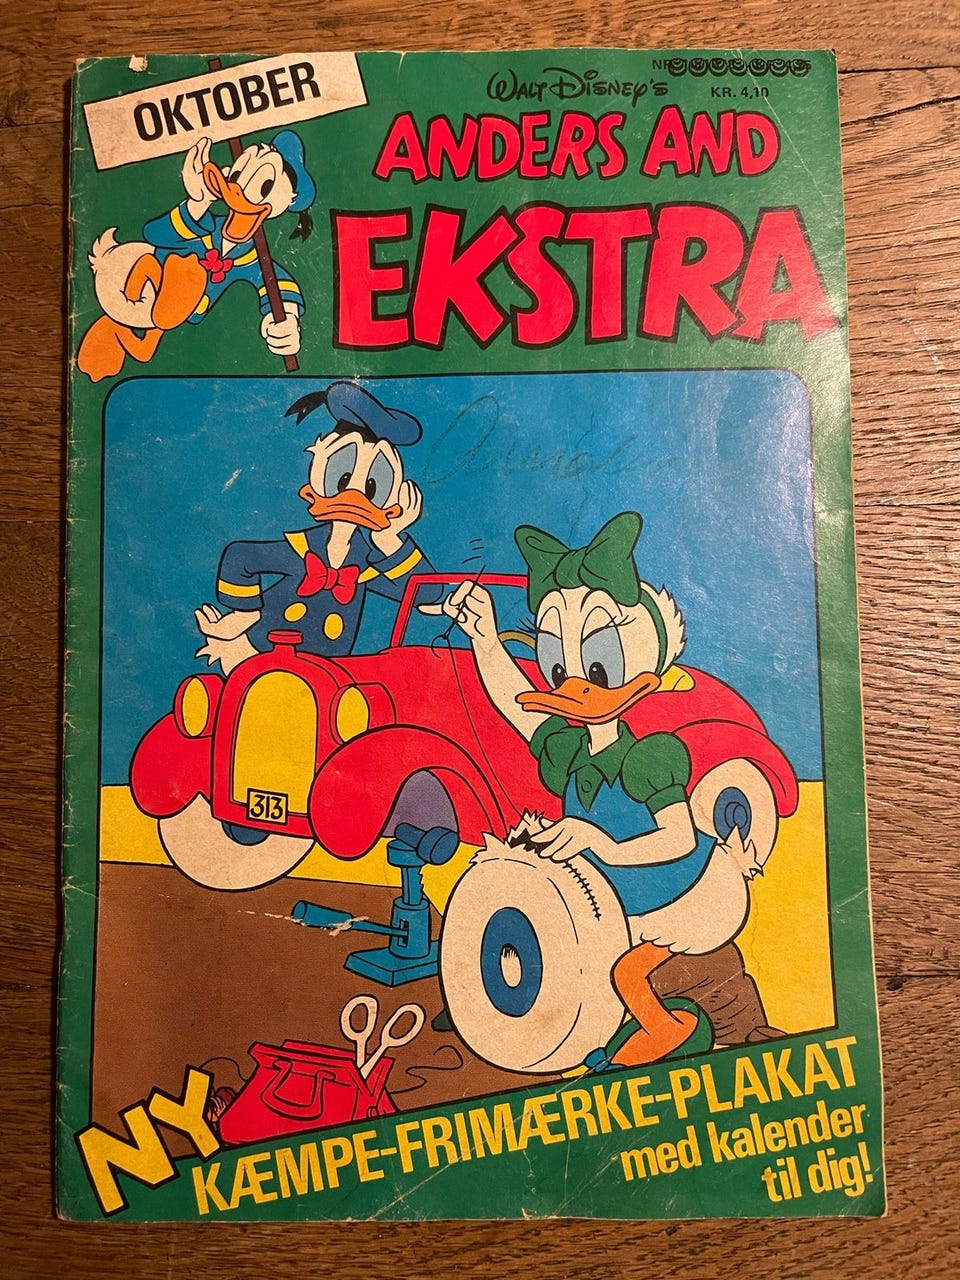 OKTOBER
WALT DISNEY'S
KR. 4,10
ANDERS AND
EKSTRA
313
NY
KÆMPE-FRIMÆRKE-PLAKAT
med kalender
til dig!